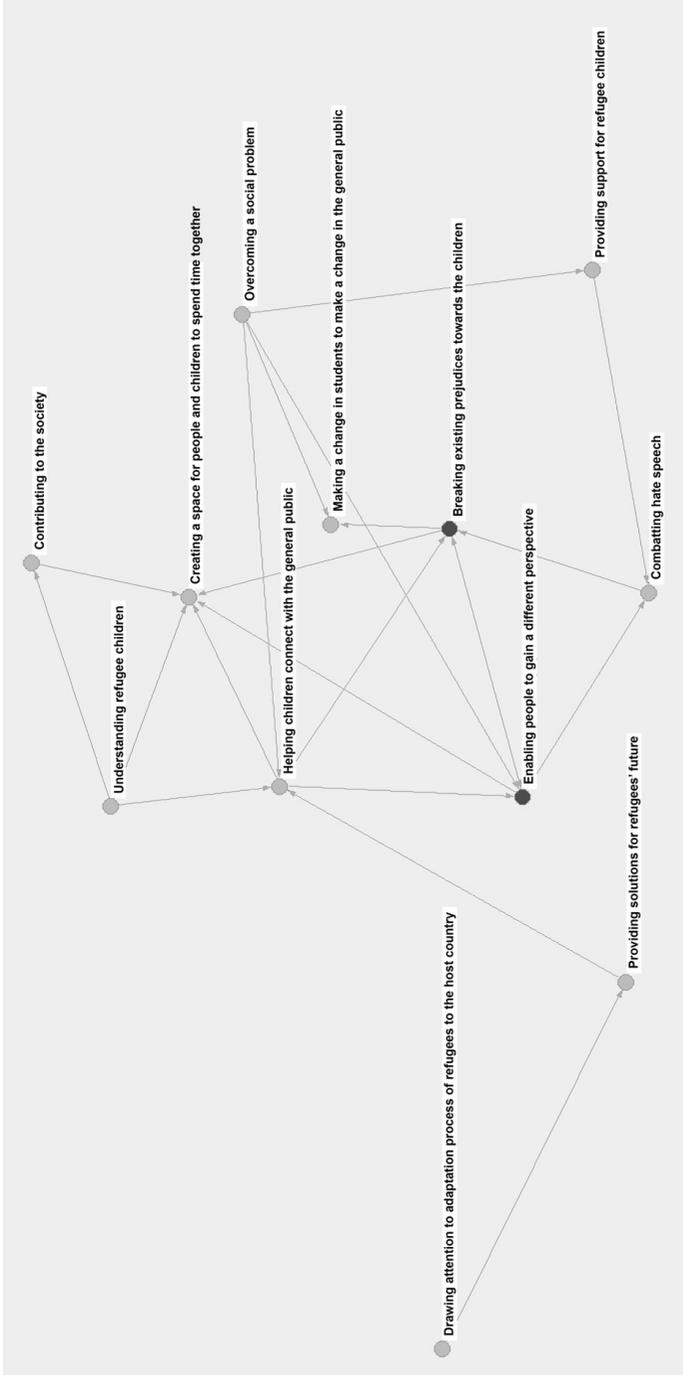 Contributing to the society
Understanding refugee children
Creating a space for people and children to spend time together
Overcoming a social problem
Helping children connect with the general public
Making a change in students to make a change in the general public
Drawing attention to adaptation process of refugees to the host country
Breaking existing prejudices towards the children
Enabling people to gain a different perspective
Providing support for refugee children
Providing solutions for refugees' future
Combatting hate speech